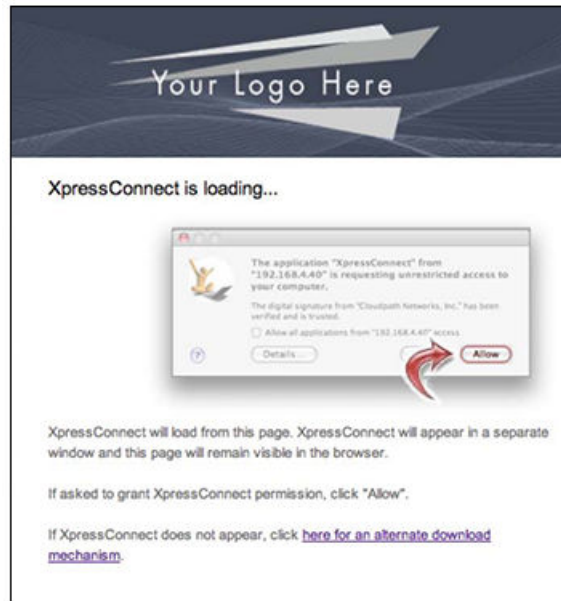 Your Logo Here
XpressConnect is loading...
The application "XpressConnect" from
"192.168.4.40" is requesting unrestricted access to
your computer.
The digital signature from "Cloudpath Networks, Inc." has been
verified and is trusted.
Allow all applications from "192.168.4.40" access
?
Details...
Allow
XpressConnect will load from this page. XpressConnect will appear in a separate
window and this page will remain visible in the browser.
If asked to grant XpressConnect permission, click "Allow".
If XpressConnect does not appear, click here for an alternate download
mechanism.